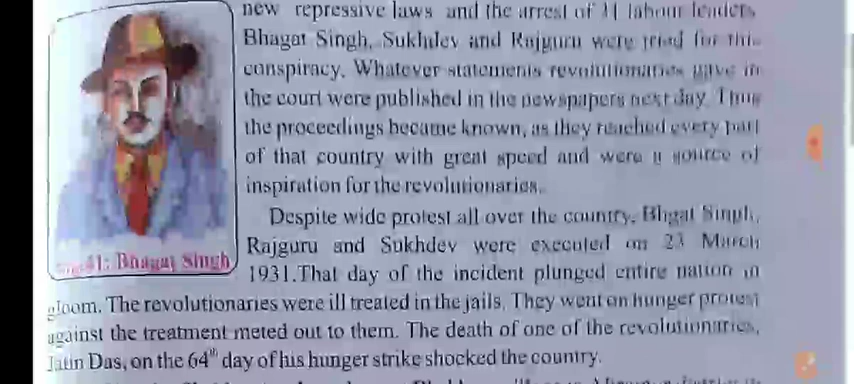 new repressive laws and the arrest of 31 labour leaders
Bhagat Singh, Sukhdev and Rajguru were tried for this
conspiracy. Whatever statements revolutionaries gave in
the court were published in the newspapers next day. Thus
the proceedings became known, as they reached every part
of that country with great speed and were a source of
inspiration for the revolutionaries.
Despite wide protest all over the country, Bhgat Singh,
Rajguru and Sukhdev were executed on 23 March
1931.That day of the incident plunged entire nation in
gloom. The revolutionaries were ill treated in the jails. They went on hunger protest
against the treatment meted out to them. The death of one of the revolutionaries,
Jatin Das, on the 64th day of his hunger strike shocked the country.
41: Bhagat Singh